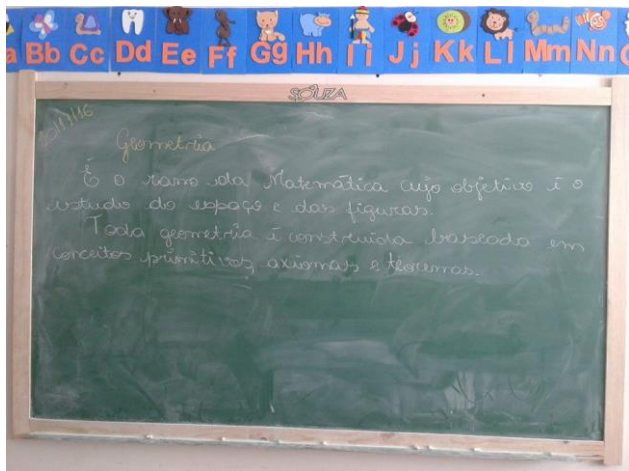 a Bb Cc Dd Ee Ff Gg Hh Ii Jj Kk Ll Mm Nn
SOUZA
Geometria
É o ramo da Matemática cujo objetivo é o
estudo do espaço e das figuras.
Toda geometria é construída baseada em
conceitos primitivos, axiomas e teoremas.